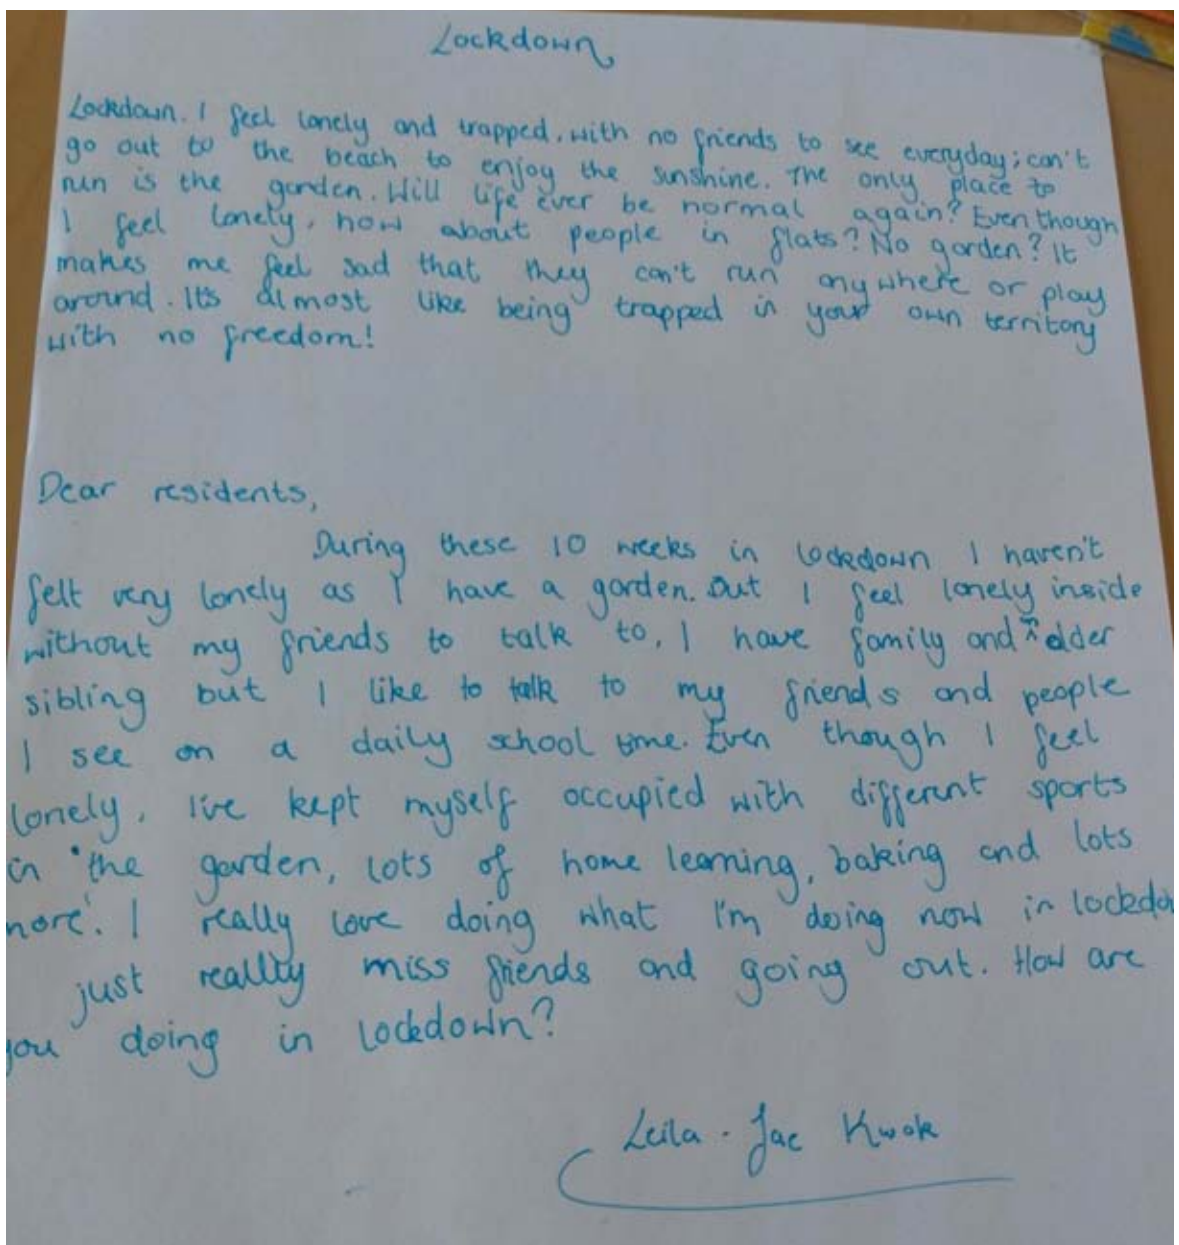 Lockdown
Lockdown. I feel lonely and trapped, with no friends to see everyday; can't
go out to the beach to enjoy the sunshine. The only place to
run is the garden. Will life ever be normal again? Even though
I feel lonely, how about people in flats? No garden? It
makes me feel sad that they can't run anywhere or play
around. It's almost like being trapped in your own territory
with no freedom!
Dear residents,
During these 10 weeks in lockdown I haven't
felt very lonely as I have a garden. But I feel lonely inside
without my friends to talk to. I have family and elder
sibling but I like to talk to my friends and people
I see on a daily school time. Even though I feel
lonely, I've kept myself occupied with different sports
in the garden, lots of home learning, baking and lots
more. I really love doing what I'm doing now in lockdo
just reallly miss friends and going out. How are
you doing in lockdown?
Leila-Jae Kwok